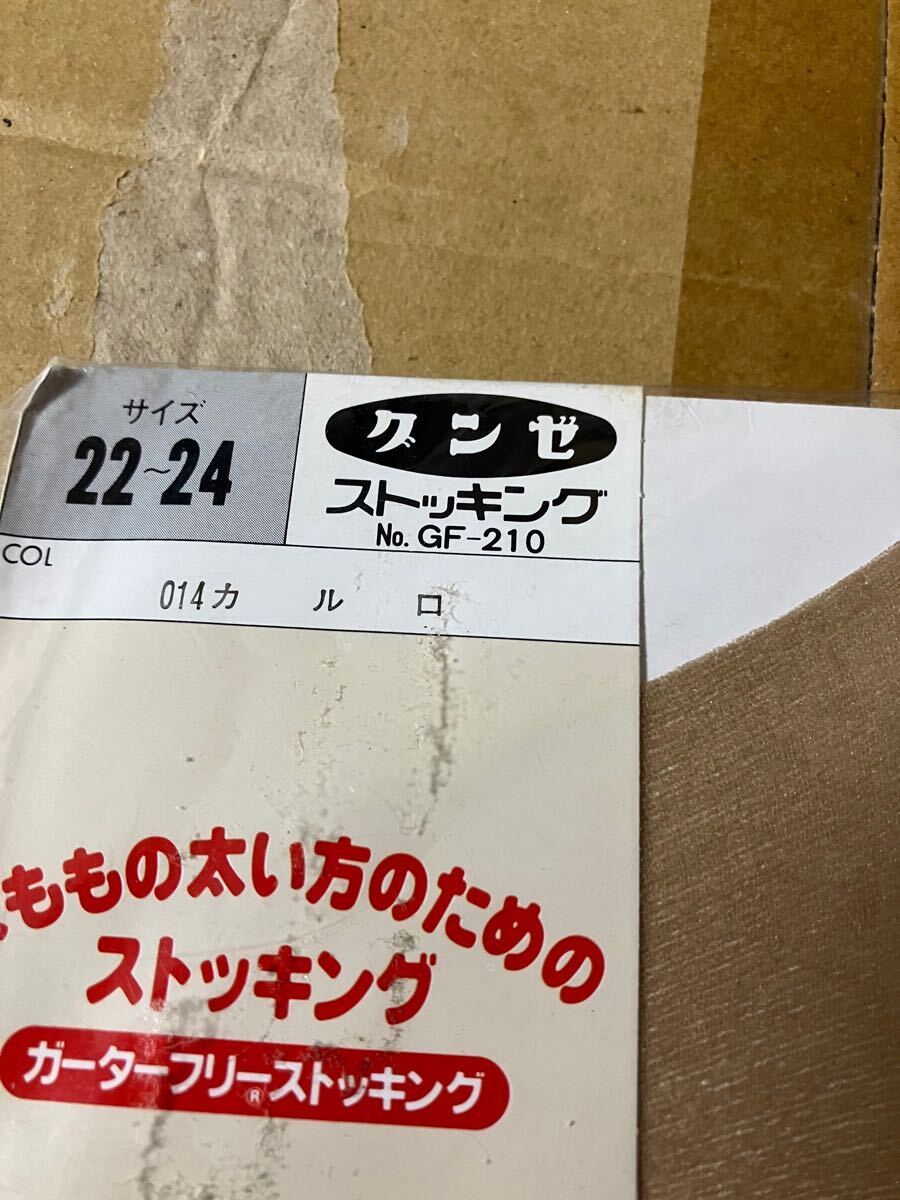 サイズ
22~24
グンゼ
ストッキング
No. GF-210
COL
014カ ル ロ
ももの太い方のための
ストッキング
ガーターフリー®ストッキング